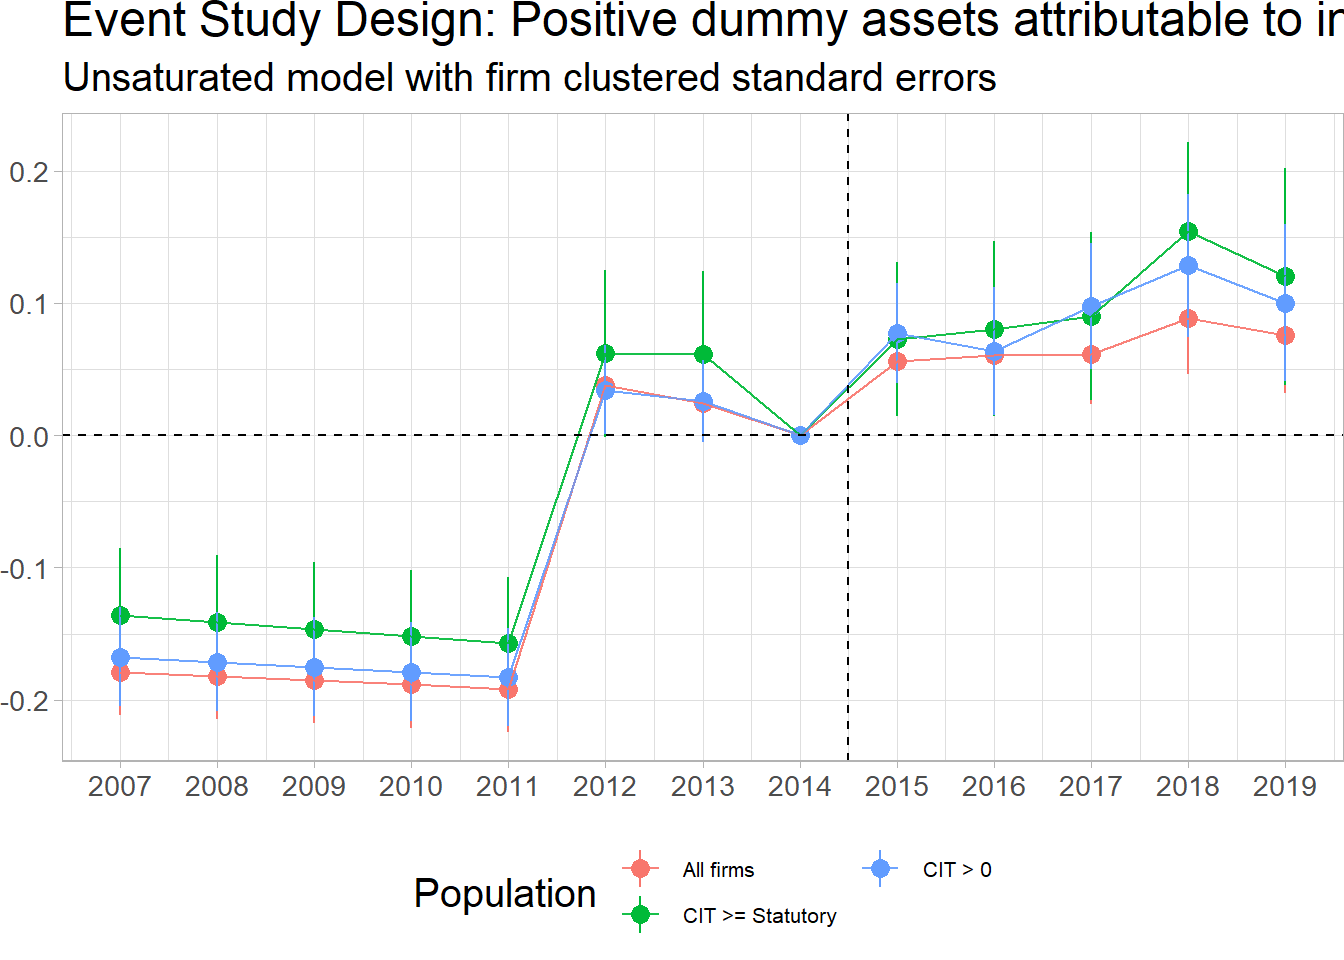 Event Study Design: Positive dummy assets attributable to
Unsaturated model with firm clustered standard errors
0.2
0.1
0.0
-0.1
-0.2
2007 2008 2009 2010 2011 2012 2013 2014 2015 2016 2017 2018 2019
Population
All firms
CIT > 0
CIT >= Statutory